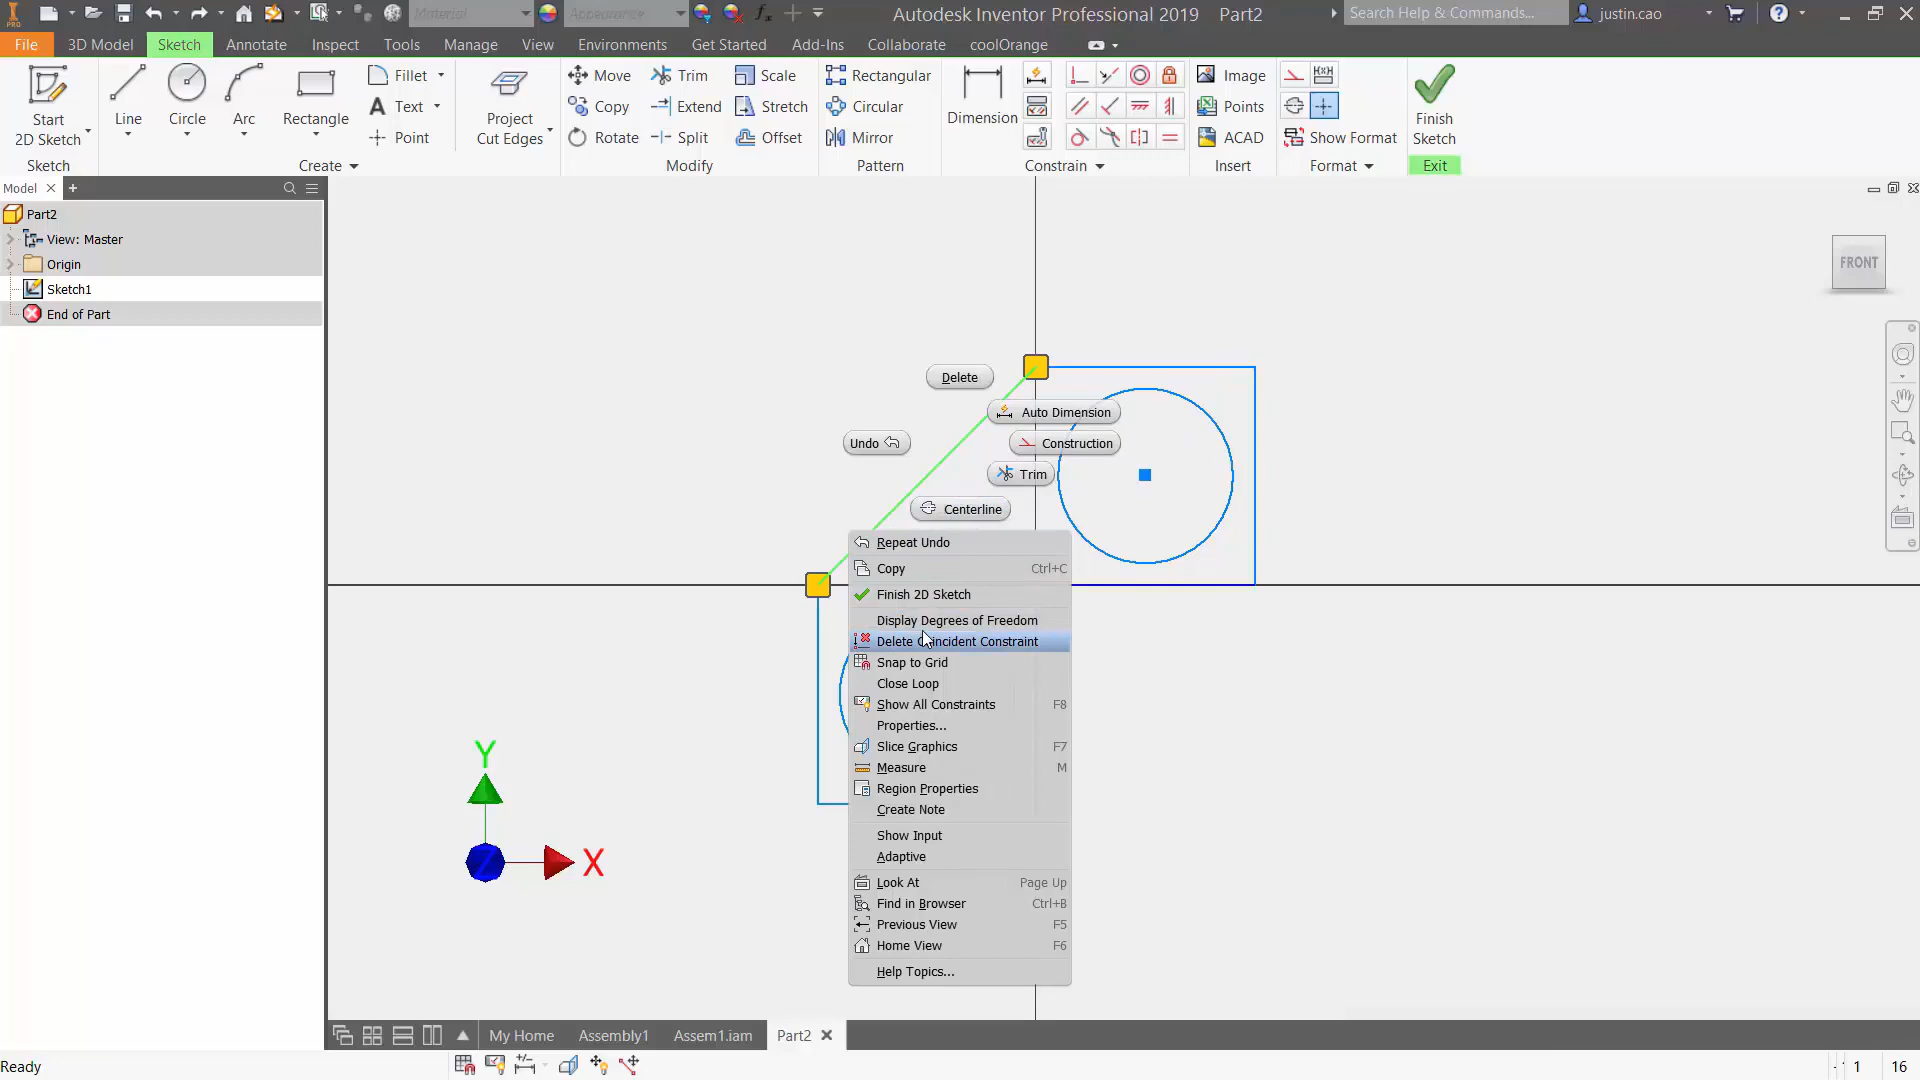 PRO
Material
Appearance
Autodesk Inventor Professional 2019 Part2
Search Help & Commands...
justin.cao
File 3D Model Sketch Annotate Inspect Tools Manage View Environments Get Started Add-Ins Collaborate coolOrange
Start
2D Sketch
Sketch
Line
Circle
Arc
Rectangle
Fillet
Text
Point
Create
Project
Cut Edges
Move Trim Scale
Copy Extend Stretch
Rotate Split Offset
Modify
Rectangular
Circular
Mirror
Pattern
Dimension
Constrain
Image
Points
ACAD
Insert
Show Format
Format
Finish
Sketch
Exit
Model
Part2
View: Master
Origin
Sketch1
End of Part
FRONT
Delete
Auto Dimension
Undo
Construction
Trim
Centerline
Repeat Undo
Copy Ctrl+C
Finish 2D Sketch
Display Degrees of Freedom
Delete Coincident Constraint
Snap to Grid
Close Loop
Show All Constraints F8
Properties...
Slice Graphics F7
Measure M
Region Properties
Create Note
Show Input
Adaptive
Look At Page Up
Find in Browser Ctrl+B
Previous View F5
Home View F6
Help Topics...
Y
Z
X
My Home Assembly1 Assem1.iam Part2
Ready
1 16